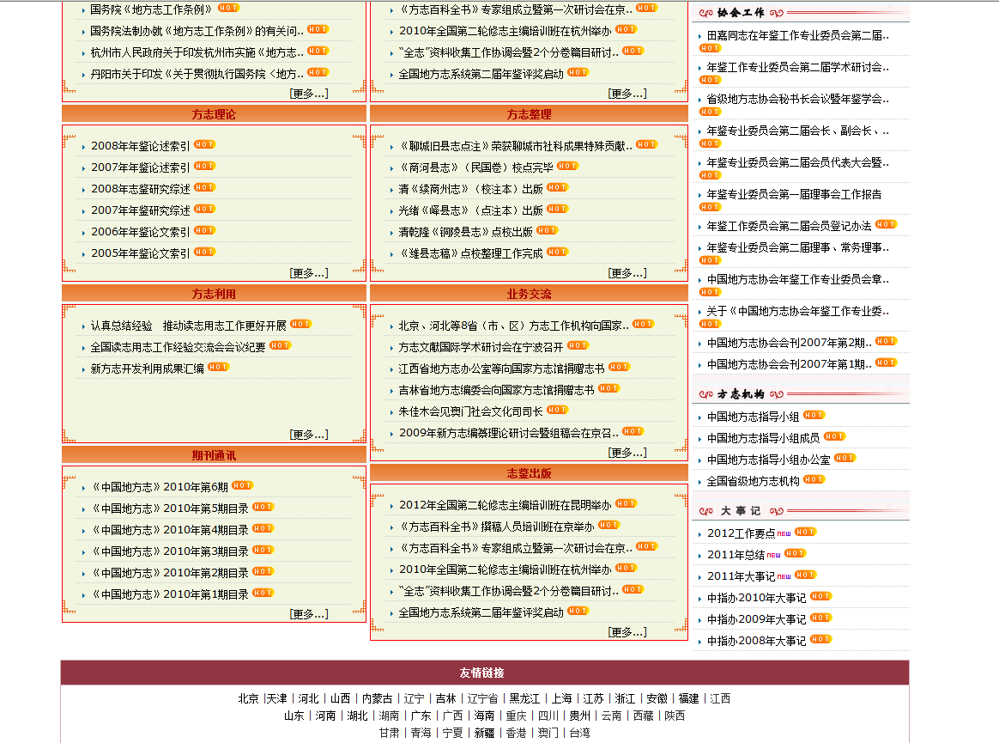 国务院《地方志工作条例》 HOT
国务院法制办就《地方志工作条例》的有关问.. HOT
杭州市人民政府关于印发杭州市实施《地方志.. HOT
丹阳市关于印发《关于贯彻执行国务院〈地方.. HOT
[更多...]
方志理论
2008年年鉴论述索引 HOT
2007年年鉴论述索引 HOT
2008年志鉴研究综述 HOT
2007年年鉴研究综述 HOT
2006年年鉴论文索引 HOT
2005年年鉴论文索引 HOT
[更多...]
方志利用
认真总结经验 推动读志用志工作更好开展 HOT
全国读志用志工作经验交流会会议纪要 HOT
新方志开发利用成果汇编 HOT
[更多...]
期刊通讯
《中国地方志》2010年第6期 HOT
《中国地方志》2010年第5期目录 HOT
《中国地方志》2010年第4期目录 HOT
《中国地方志》2010年第3期目录 HOT
《中国地方志》2010年第2期目录 HOT
《中国地方志》2010年第1期目录 HOT
[更多...]
《方志百科全书》专家组成立暨第一次研讨会在京.. HOT
2010年全国第二轮修志主编培训班在杭州举办 HOT
“全志”资料收集工作协调会暨2个分卷篇目研讨.. HOT
全国地方志系统第二届年鉴评奖启动 HOT
[更多...]
方志整理
《聊城旧县志点注》荣获聊城市社科成果特殊贡献.. HOT
《商河县志》（民国卷）校点完毕 HOT
清《续商州志》（校注本）出版 HOT
光绪《峄县志》（点注本）出版 HOT
清乾隆《铜陵县志》点校出版 HOT
《潍县志稿》点校整理工作完成 HOT
[更多...]
业务交流
北京、河北等8省（市、区）方志工作机构向国家.. HOT
方志文献国际学术研讨会在宁波召开 HOT
江西省地方志办公室等向国家方志馆捐赠志书 HOT
吉林省地方志编委会向国家方志馆捐赠志书 HOT
朱佳木会见澳门社会文化司司长 HOT
2009年新方志编纂理论研讨会暨组稿会在京召.. HOT
[更多...]
志鉴出版
2012年全国第二轮修志主编培训班在昆明举办 HOT
《方志百科全书》撰稿人员培训班在京举办 HOT
《方志百科全书》专家组成立暨第一次研讨会在京.. HOT
2010年全国第二轮修志主编培训班在杭州举办 HOT
“全志”资料收集工作协调会暨2个分卷篇目研讨.. HOT
全国地方志系统第二届年鉴评奖启动 HOT
[更多...]
协会工作
田嘉同志在年鉴工作专业委员会第二届..
HOT
年鉴工作专业委员会第二届学术研讨会..
HOT
省级地方志协会秘书长会议暨年鉴学会..
HOT
年鉴专业委员会第二届会长、副会长、..
HOT
年鉴专业委员会第二届会员代表大会暨..
HOT
年鉴专业委员会第一届理事会工作报告
HOT
年鉴工作委员会第二届会员登记办法 HOT
年鉴专业委员会第二届理事、常务理事..
HOT
中国地方志协会年鉴工作专业委员会章..
HOT
关于《中国地方志协会年鉴工作专业委..
HOT
中国地方志协会会刊2007年第2期.. HOT
中国地方志协会会刊2007年第1期.. HOT
方志机构
中国地方志指导小组 HOT
中国地方志指导小组成员 HOT
中国地方志指导小组办公室 HOT
全国省级地方志机构 HOT
大事记
2012工作要点 NEW HOT
2011年总结 NEW HOT
2011年大事记 NEW HOT
中指办2010年大事记 HOT
中指办2009年大事记 HOT
中指办2008年大事记 HOT
友情链接
北京 |天津 | 河北 | 山西 | 内蒙古 | 辽宁 | 吉林 | 辽宁省 | 黑龙江 | 上海 | 江苏 | 浙江 | 安徽 | 福建 | 江西
山东 | 河南 | 湖北 | 湖南 | 广东 | 广西 | 海南 | 重庆 | 四川 | 贵州 | 云南 | 西藏 | 陕西
甘肃 | 青海 | 宁夏 | 新疆 | 香港 | 澳门 | 台湾